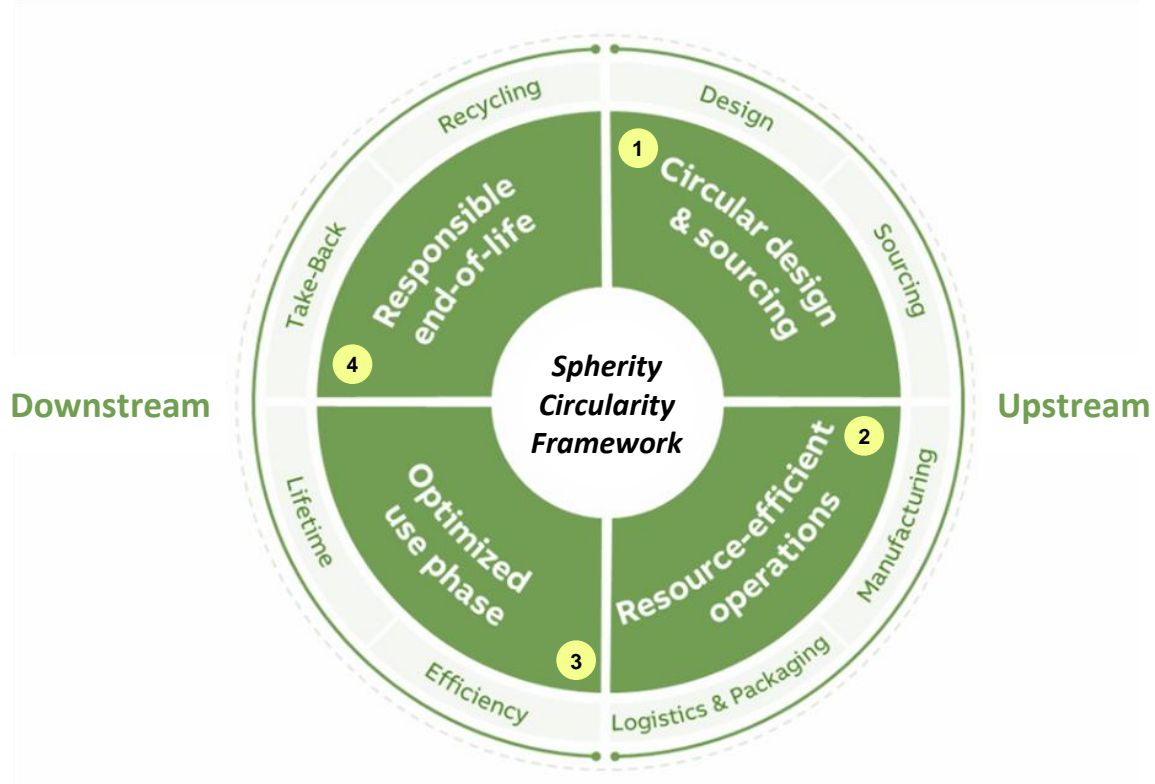 Spherity
Circularity
Framework
Upstream
Downstream
1
Circular design
& sourcing
Design
Sourcing
2
Resource-efficient
operations
Manufacturing
Logistics & Packaging
3
Optimized
use phase
Efficiency
Lifetime
4
Responsible
end-of-life
Take-Back
Recycling